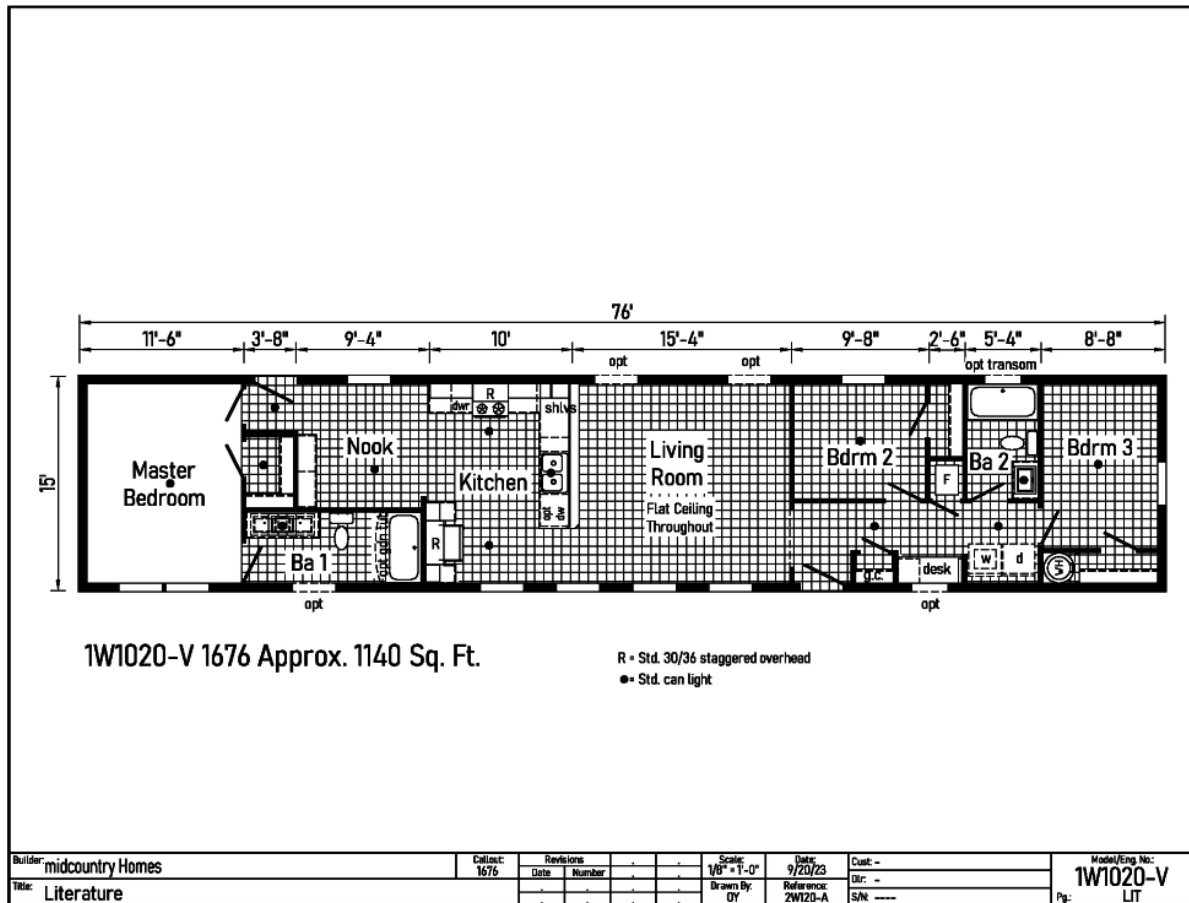 76'
11'-6" 3'-8" 9'-4" 10' 15'-4" 9'-8" 2'-6" 5'-4" 8'-8"
opt opt opt transom
15'
Master
Bedroom
Nook
Ba 1
opt gdn tub
dwr
R
shlvs
Kitchen
R
opt
dw
Living
Room
Flat Ceiling
Throughout
Bdrm 2
F
Ba 2
Bdrm 3
g.c.
desk
w d
WH
opt opt
1W1020-V 1676 Approx. 1140 Sq. Ft.
R = Std. 30/36 staggered overhead
●= Std. can light
Builder: midcountry Homes
Title: Literature
Callout:
1676
Revisions
Date Number
Scale:
1/8" = 1'-0"
Drawn By:
OY
Date:
9/20/23
Reference:
2W120-A
Cust: -
Dlr: -
S/N: ----
Model/Eng. No.:
1W1020-V
Pg.: LIT